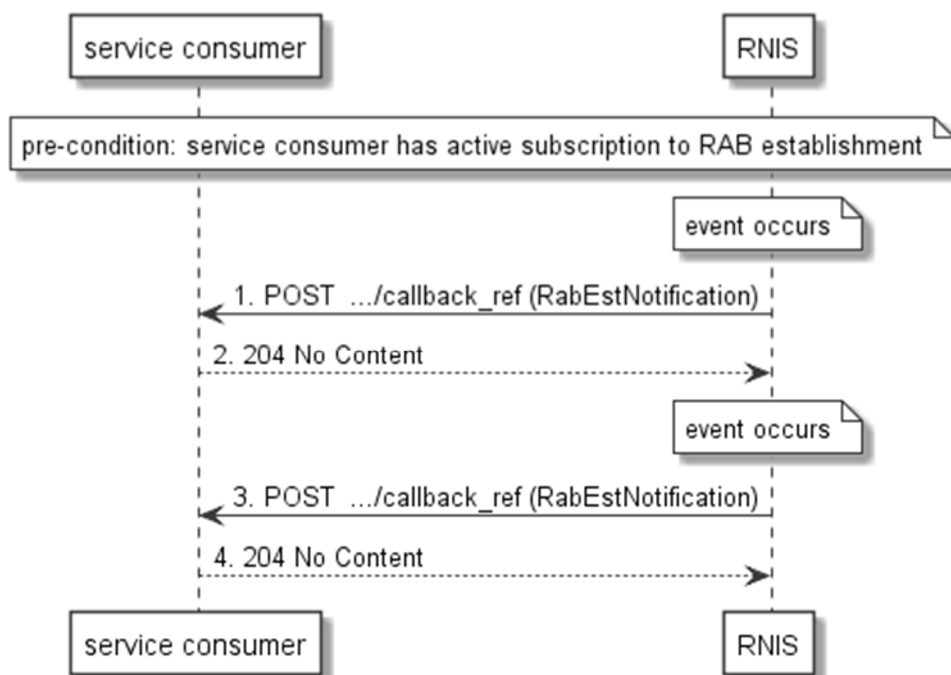 service consumer
RNIS
pre-condition: service consumer has active subscription to RAB establishment
event occurs
1. POST .../callback_ref (RabEstNotification)
2. 204 No Content
event occurs
3. POST .../callback_ref (RabEstNotification)
4. 204 No Content
service consumer
RNIS